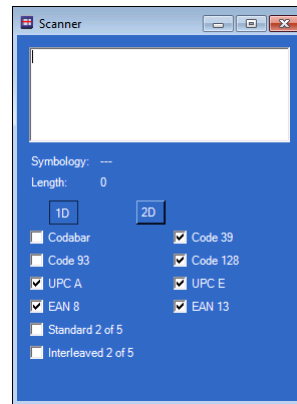 Scanner
Symbology: ---
Length: 0
1D 2D
Codabar Code 39
Code 93 Code 128
UPC A UPC E
EAN 8 EAN 13
Standard 2 of 5
Interleaved 2 of 5